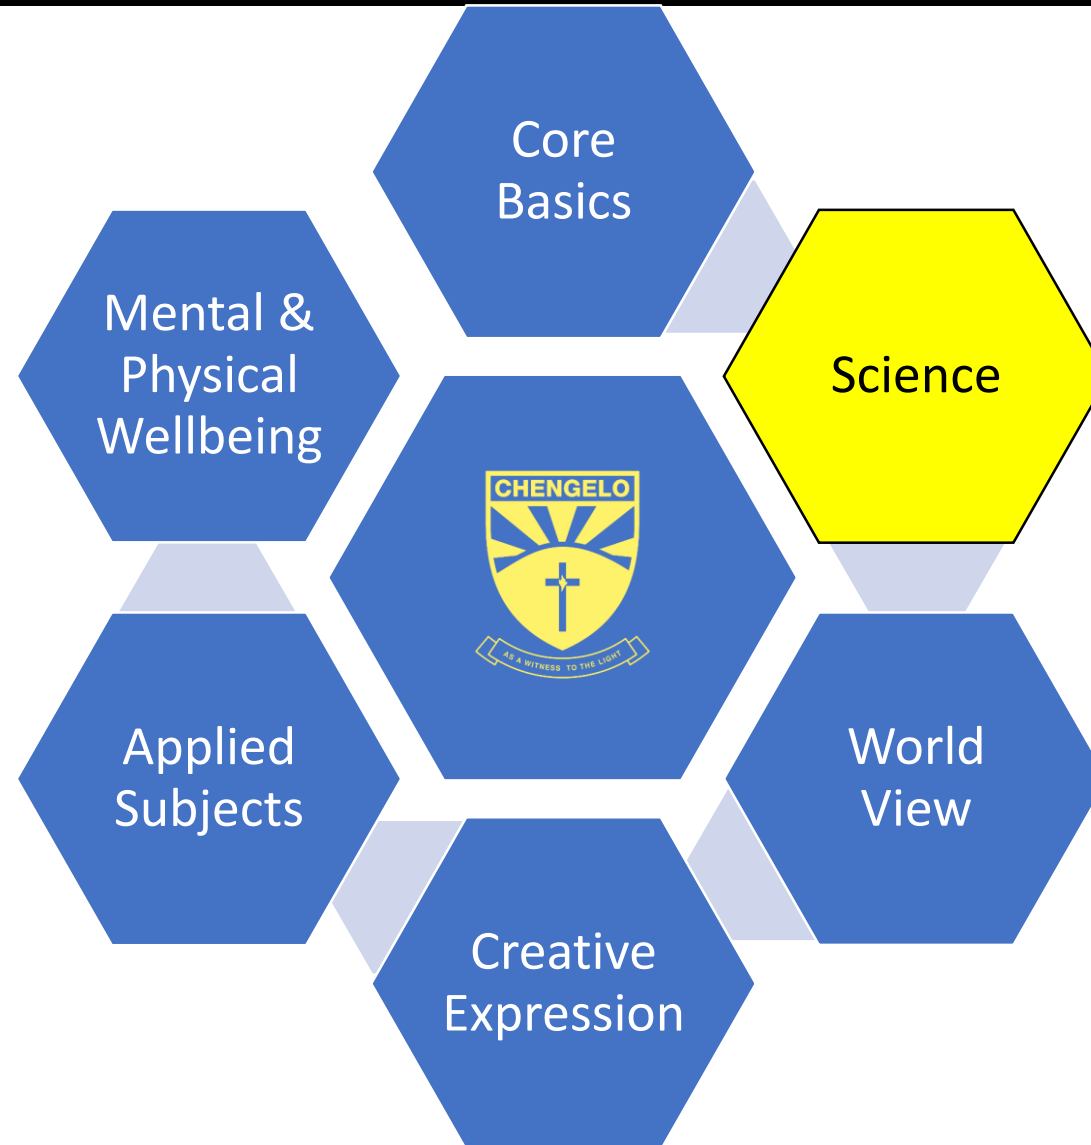 Core
Basics
Mental &
Physical
Wellbeing
Science
CHENGELO
AS A WITNESS TO THE LIGHT
Applied
Subjects
World
View
Creative
Expression